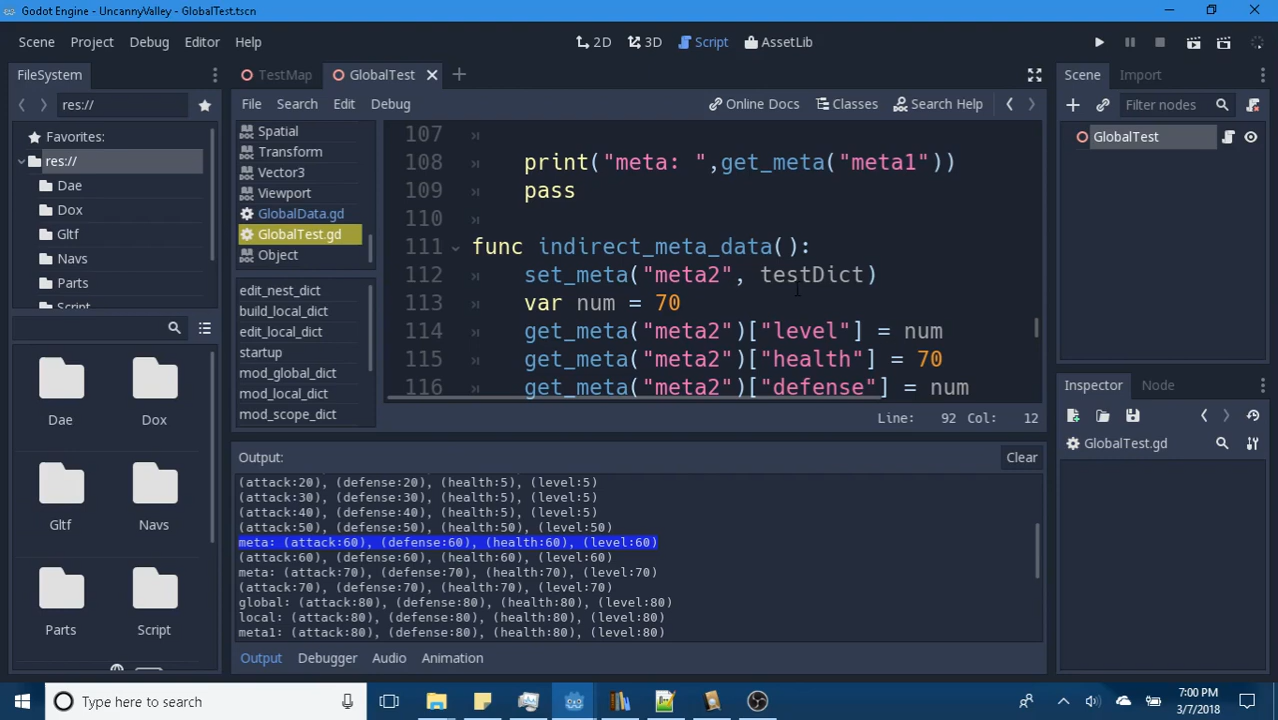 Godot Engine - UncannyValley - GlobalTest.tscn
Scene Project Debug Editor Help
2D 3D Script AssetLib
FileSystem
res://
Favorites:
res://
Dae
Dox
Gltf
Navs
Parts
Script
Dae
Dox
Gltf
Navs
Parts
Script
TestMap GlobalTest
File Search Edit Debug
Online Docs Classes Search Help
Spatial
Transform
Vector3
Viewport
GlobalData.gd
GlobalTest.gd
Object
edit_nest_dict
build_local_dict
edit_local_dict
startup
mod_global_dict
mod_local_dict
mod_scope_dict
107
108 print("meta: ",get_meta("meta1"))
109 pass
110
111 func indirect_meta_data():
112 set_meta("meta2", testDict)
113 var num = 70
114 get_meta("meta2")["level"] = num
115 get_meta("meta2")["health"] = 70
116 get_meta("meta2")["defense"] = num
Line: 92 Col: 12
Output:
Clear
(attack:20), (defense:20), (health:5), (level:5)
(attack:30), (defense:30), (health:5), (level:5)
(attack:40), (defense:40), (health:5), (level:5)
(attack:50), (defense:50), (health:50), (level:50)
meta: (attack:60), (defense:60), (health:60), (level:60)
(attack:60), (defense:60), (health:60), (level:60)
meta: (attack:70), (defense:70), (health:70), (level:70)
(attack:70), (defense:70), (health:70), (level:70)
global: (attack:80), (defense:80), (health:80), (level:80)
local: (attack:80), (defense:80), (health:80), (level:80)
meta1: (attack:80), (defense:80), (health:80), (level:80)
Output Debugger Audio Animation
Scene Import
Filter nodes
GlobalTest
Inspector Node
GlobalTest.gd
Type here to search
7:00 PM
3/7/2018